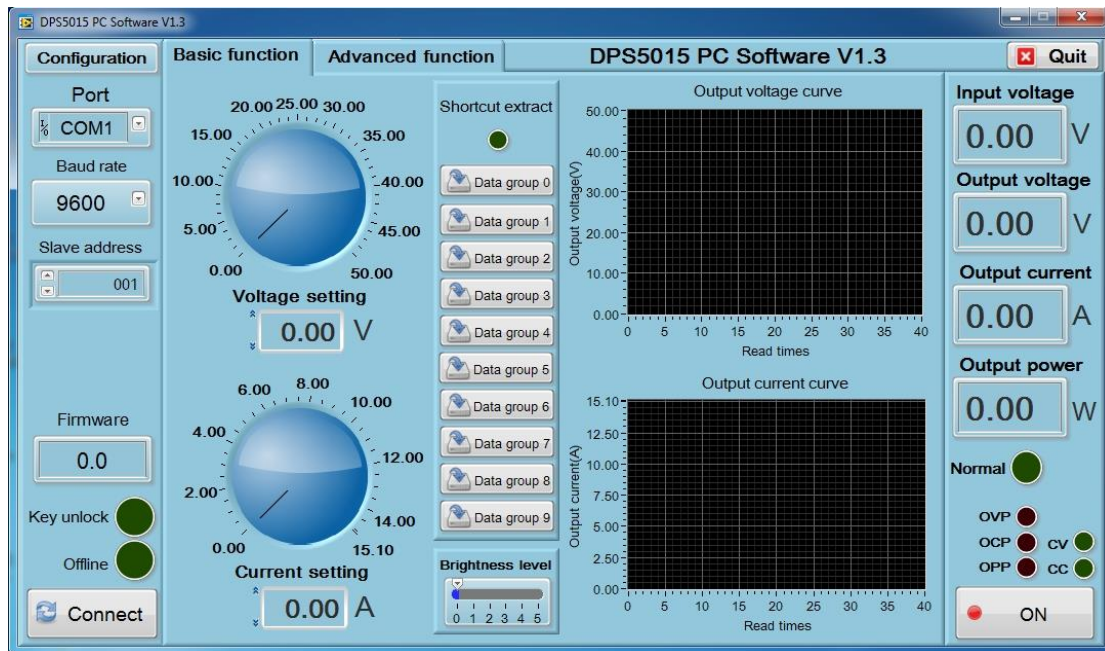 DPS5015 PC Software V1.3
Configuration
Basic function
Advanced function
DPS5015 PC Software V1.3
Quit
Port
COM1
Baud rate
9600
Slave address
001
Firmware
0.0
Key unlock
Offline
Connect
20.00 25.00 30.00
15.00 35.00
10.00 40.00
5.00 45.00
0.00 50.00
Voltage setting
0.00 V
8.00
6.00 10.00
4.00 12.00
2.00 14.00
0.00 15.10
Current setting
0.00 A
Shortcut extract
Data group 0
Data group 1
Data group 2
Data group 3
Data group 4
Data group 5
Data group 6
Data group 7
Data group 8
Data group 9
Brightness level
0 1 2 3 4 5
Output voltage curve
Output voltage(V)
50.00
40.00
30.00
20.00
10.00
0.00
0 5 10 15 20 25 30 35 40
Read times
Output current curve
Output current(A)
15.10
12.50
10.00
7.50
5.00
2.50
0.00
0 5 10 15 20 25 30 35 40
Read times
Input voltage
0.00 V
Output voltage
0.00 V
Output current
0.00 A
Output power
0.00 W
Normal
OVP
OCP CV
OPP CC
ON